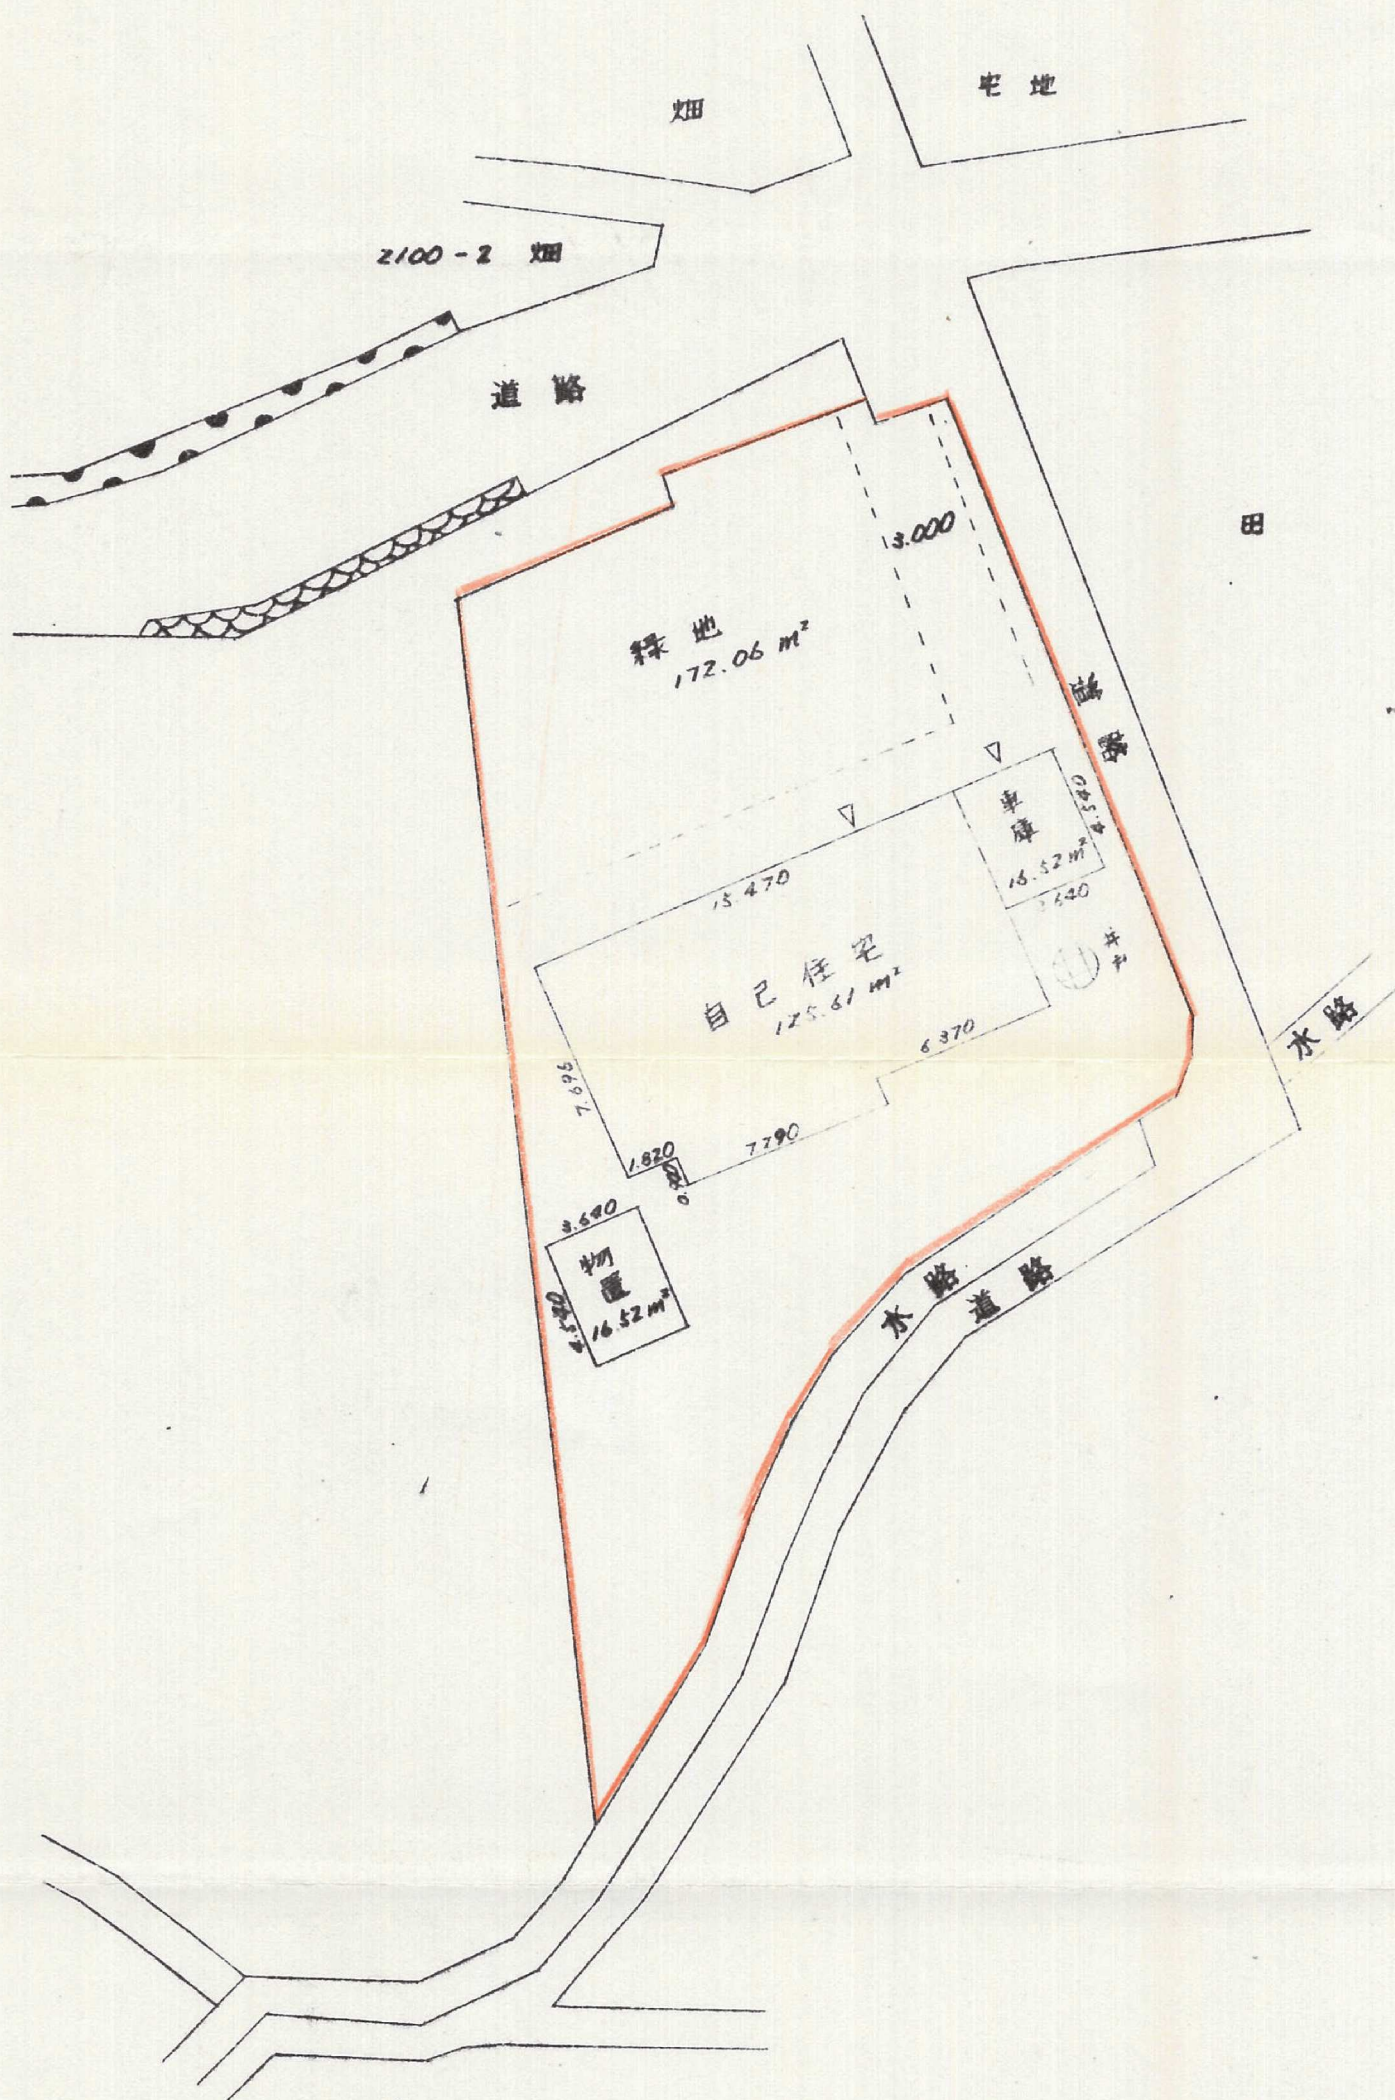 畑
宅地
2100-2 畑
道路
田
3.000
緑地
172.06 m²
道路
車庫
16.52 m²
4.540
3.640
15.470
自己住宅
125.61 m²
井戸
水路
6.370
7.665
1.820
7.790
3.640
物置
16.52 m²
4.540
水路
道路